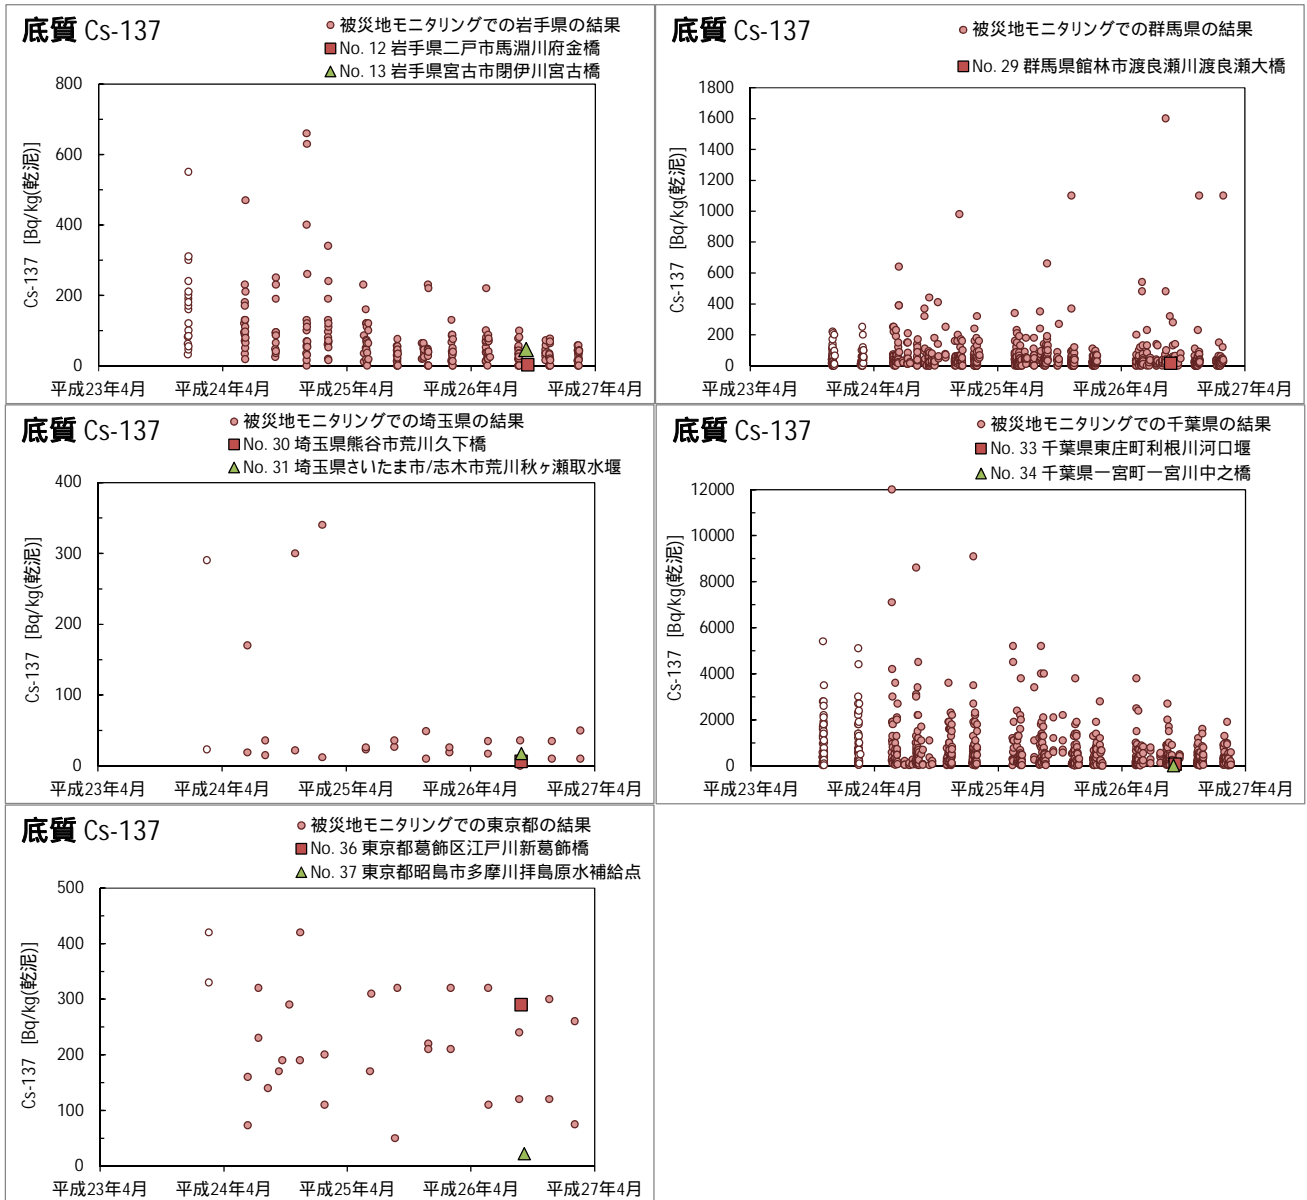 底質 Cs-137
被災地モニタリングでの岩手県の結果
No. 12 岩手県二戸市馬淵川府金橋
No. 13 岩手県宮古市閉伊川宮古橋
Cs-137 [Bq/kg(乾泥)]
800
600
400
200
0
平成23年4月 平成24年4月 平成25年4月 平成26年4月 平成27年4月
底質 Cs-137
被災地モニタリングでの群馬県の結果
No. 29 群馬県館林市渡良瀬川渡良瀬大橋
Cs-137 [Bq/kg(乾泥)]
1800
1600
1400
1200
1000
800
600
400
200
0
平成23年4月 平成24年4月 平成25年4月 平成26年4月 平成27年4月
底質 Cs-137
被災地モニタリングでの埼玉県の結果
No. 30 埼玉県熊谷市荒川久下橋
No. 31 埼玉県さいたま市/志木市荒川秋ヶ瀬取水堰
Cs-137 [Bq/kg(乾泥)]
400
300
200
100
0
平成23年4月 平成24年4月 平成25年4月 平成26年4月 平成27年4月
底質 Cs-137
被災地モニタリングでの千葉県の結果
No. 33 千葉県東庄町利根川河口堰
No. 34 千葉県一宮町一宮川中之橋
Cs-137 [Bq/kg(乾泥)]
12000
10000
8000
6000
4000
2000
0
平成23年4月 平成24年4月 平成25年4月 平成26年4月 平成27年4月
底質 Cs-137
被災地モニタリングでの東京都の結果
No. 36 東京都葛飾区江戸川新葛飾橋
No. 37 東京都昭島市多摩川拝島原水補給点
Cs-137 [Bq/kg(乾泥)]
500
400
300
200
100
0
平成23年4月 平成24年4月 平成25年4月 平成26年4月 平成27年4月